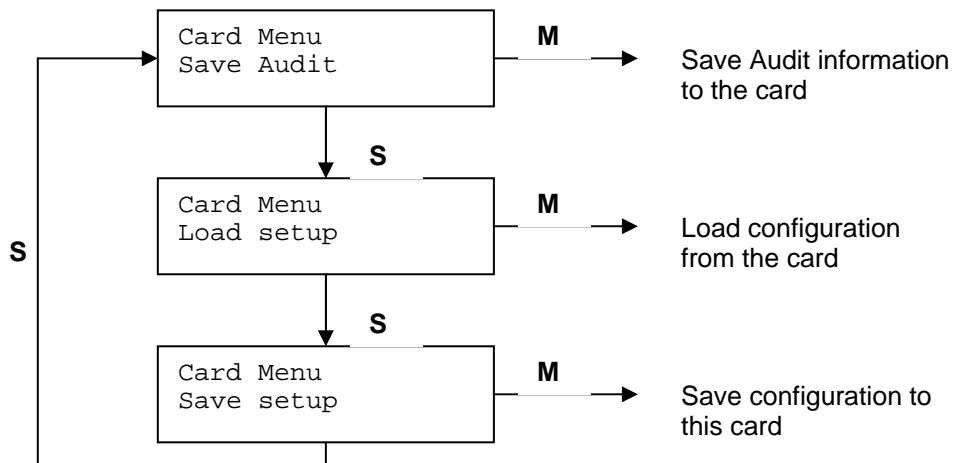 Card Menu
Save Audit
M
Save Audit information
to the card
S
Card Menu
Load setup
M
Load configuration
from the card
S
S
Card Menu
Save setup
M
Save configuration to
this card